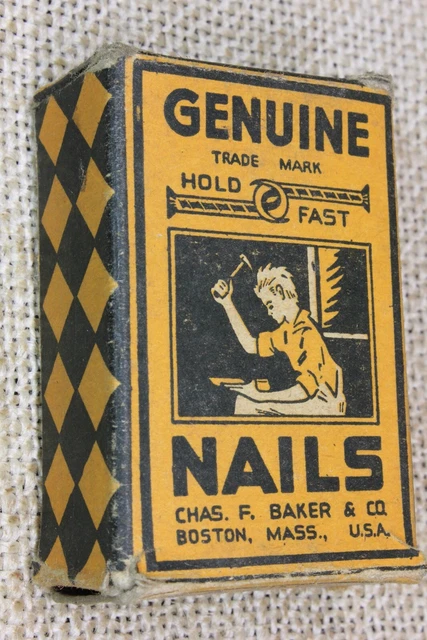 GENUINE
TRADE MARK
HOLD
FAST
NAILS
CHAS. F. BAKER & CO.
BOSTON, MASS., U.S.A.